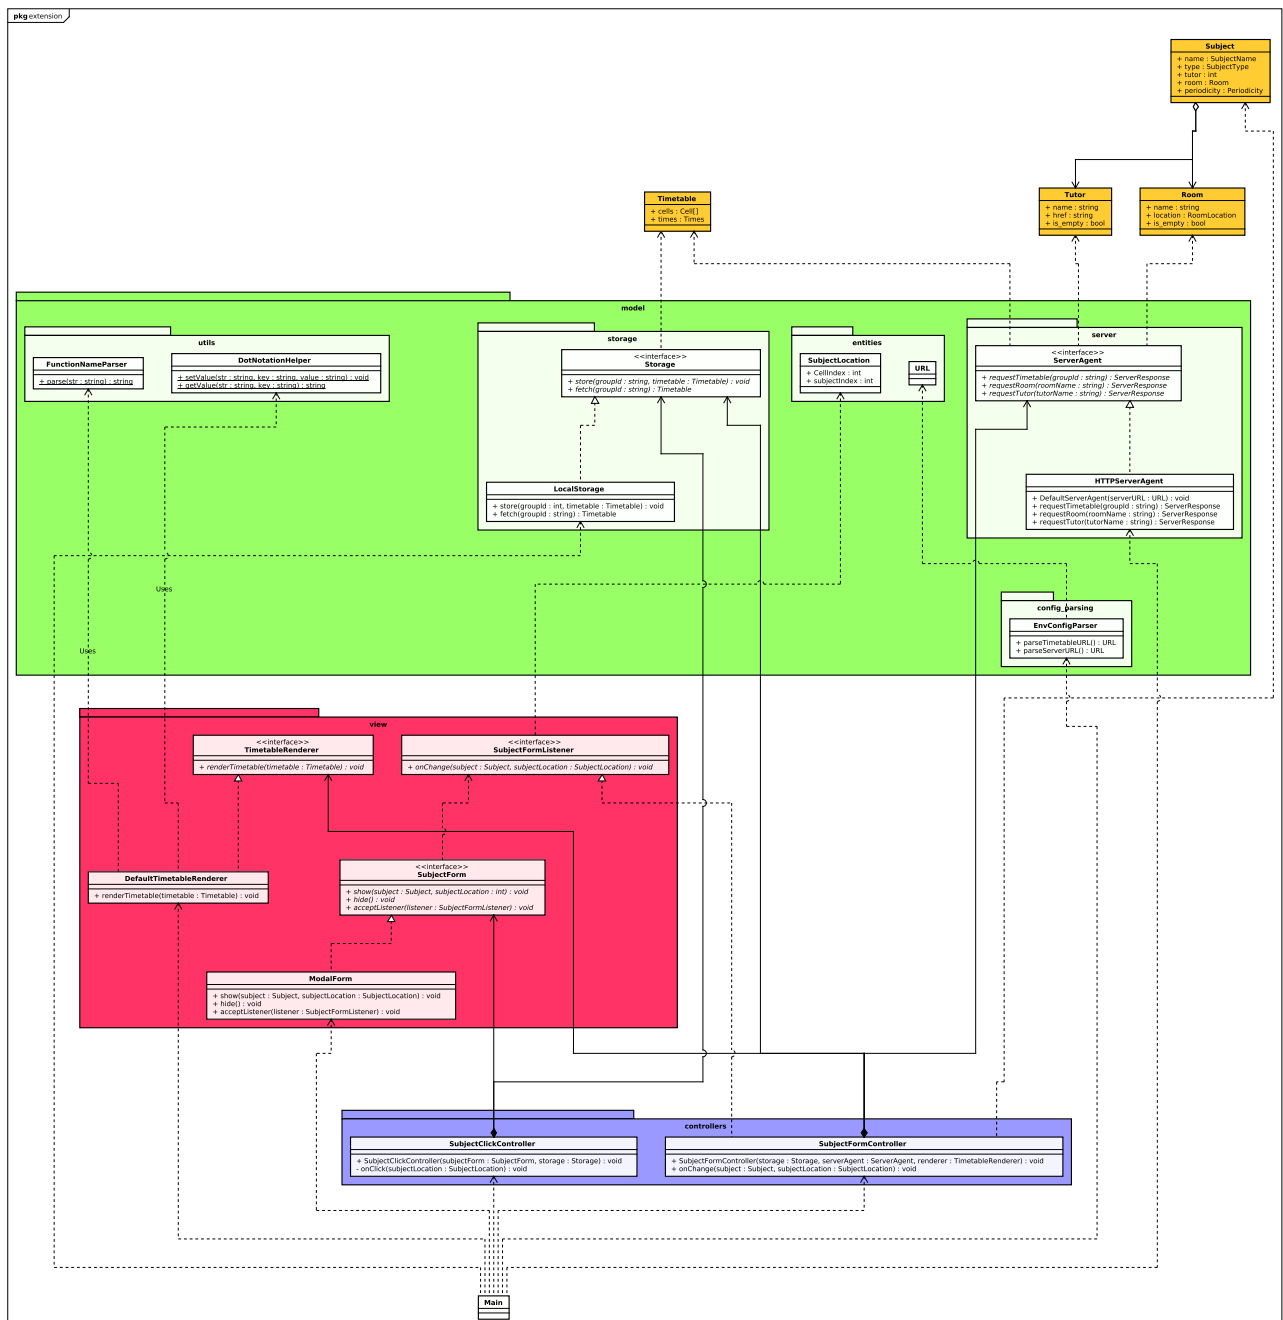 pkg extension
Subject
+ name : SubjectName
+ type : SubjectType
+ tutor : int
+ room : Room
+ periodicity : Periodicity
Timetable
+ cells : Cell[]
+ times : Times
Tutor
+ name : string
+ href : string
+ is_empty : bool
Room
+ name : string
+ location : RoomLocation
+ is_empty : bool
model
utils
FunctionNameParser
+ parse(str : string) : string
DotNotationHelper
+ setValue(str : string, key : string, value : string) : void
+ getValue(str : string, key : string) : string
storage
<<interface>>
Storage
+ store(groupId : string, timetable : Timetable) : void
+ fetch(groupId : string) : Timetable
LocalStorage
+ store(groupId : int, timetable : Timetable) : void
+ fetch(groupId : string) : Timetable
entities
SubjectLocation
+ CellIndex : int
+ subjectIndex : int
URL
server
<<interface>>
ServerAgent
+ requestTimetable(groupId : string) : ServerResponse
+ requestRoom(roomName : string) : ServerResponse
+ requestTutor(tutorName : string) : ServerResponse
HTTPServerAgent
+ DefaultServerAgent(serverURL : URL) : void
+ requestTimetable(groupId : string) : ServerResponse
+ requestRoom(roomName : string) : ServerResponse
+ requestTutor(tutorName : string) : ServerResponse
Uses
Uses
config_parsing
EnvConfigParser
+ parseTimetableURL() : URL
+ parseServerURL() : URL
view
<<interface>>
TimetableRenderer
+ renderTimetable(timetable : Timetable) : void
<<interface>>
SubjectFormListener
+ onChange(subject : Subject, subjectLocation : SubjectLocation) : void
DefaultTimetableRenderer
+ renderTimetable(timetable : Timetable) : void
<<interface>>
SubjectForm
+ show(subject : Subject, subjectLocation : int) : void
+ hide() : void
+ acceptListener(listener : SubjectFormListener) : void
ModalForm
+ show(subject : Subject, subjectLocation : SubjectLocation) : void
+ hide() : void
+ acceptListener(listener : SubjectFormListener) : void
controllers
SubjectClickController
+ SubjectClickController(subjectForm : SubjectForm, storage : Storage) : void
- onClick(subjectLocation : SubjectLocation) : void
SubjectFormController
+ SubjectFormController(storage : Storage, serverAgent : ServerAgent, renderer : TimetableRenderer) : void
+ onChange(subject : Subject, subjectLocation : SubjectLocation) : void
Main